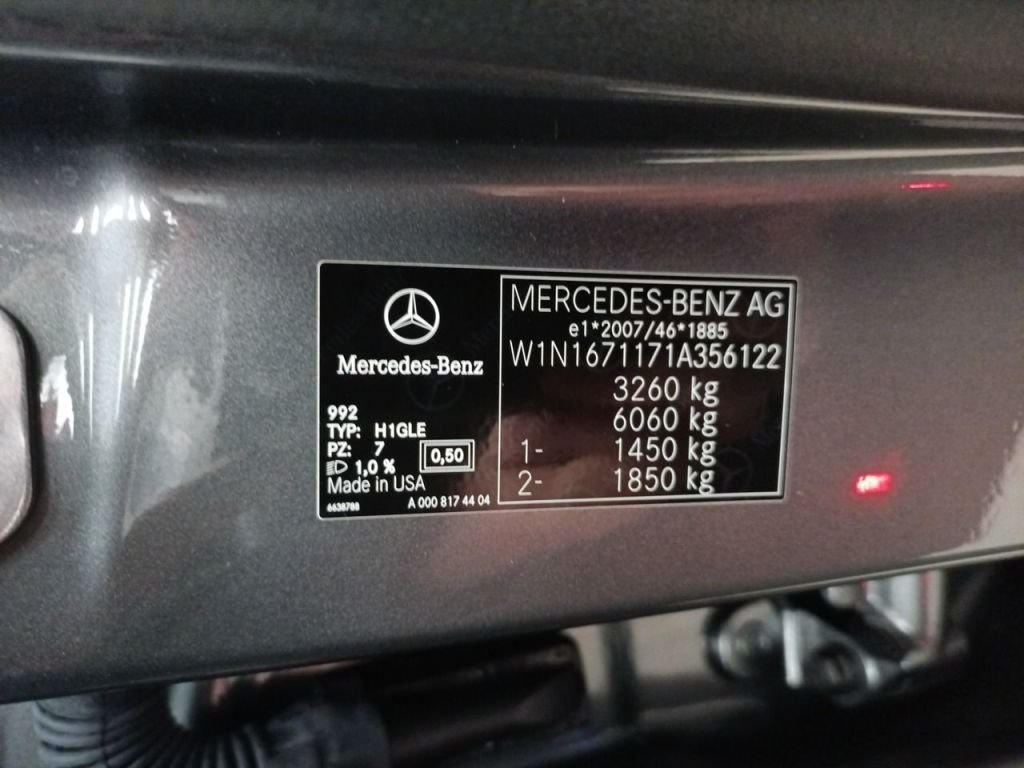 Mercedes-Benz
992
TYP: H1GLE
PZ: 7
0,50
1,0 %
Made in USA
6638788
A 000 817 44 04
MERCEDES-BENZ AG
e1*2007/46*1885
W1N1671171A356122
3260 kg
6060 kg
1- 1450 kg
2- 1850 kg